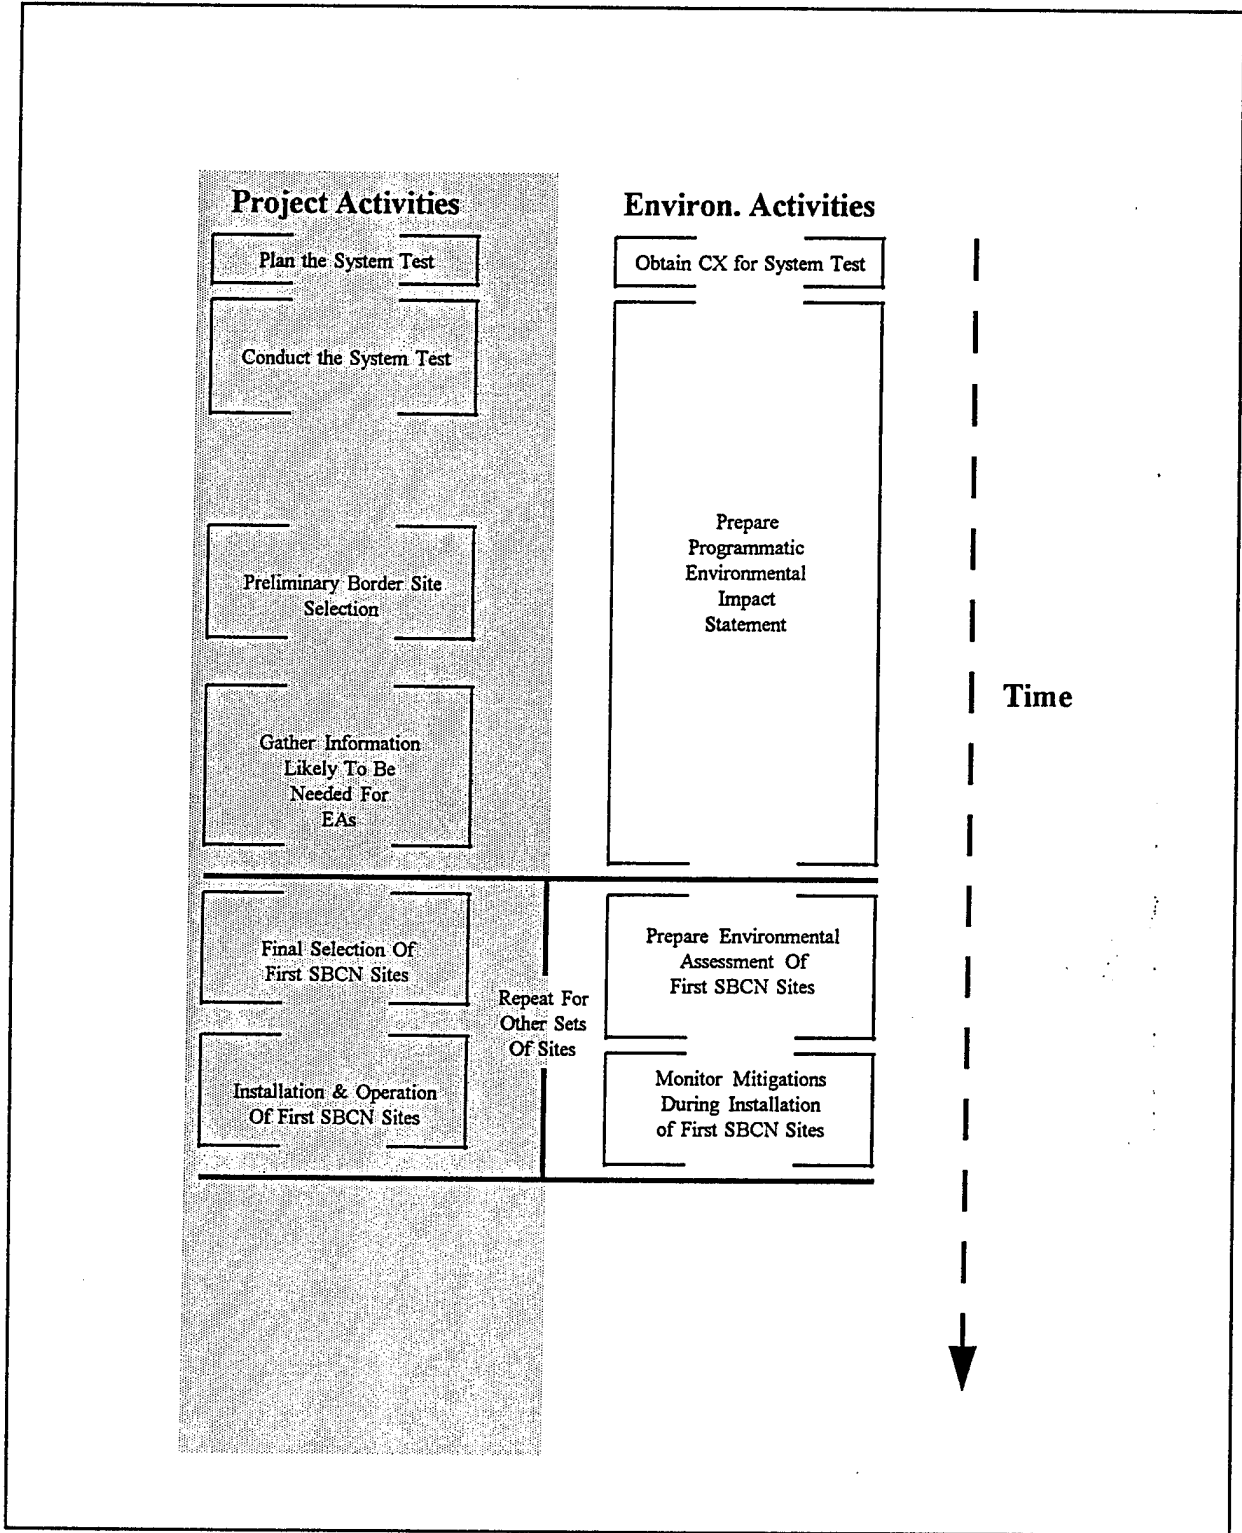 Project Activities
Environ. Activities
Plan the System Test
Obtain CX for System Test
Conduct the System Test
Prepare
Programmatic
Environmental
Impact
Statement
Preliminary Border Site
Selection
Time
Gather Information
Likely To Be
Needed For
EAs
Final Selection Of
First SBCN Sites
Prepare Environmental
Assessment Of
First SBCN Sites
Repeat For
Other Sets
Of Sites
Installation & Operation
Of First SBCN Sites
Monitor Mitigations
During Installation
of First SBCN Sites